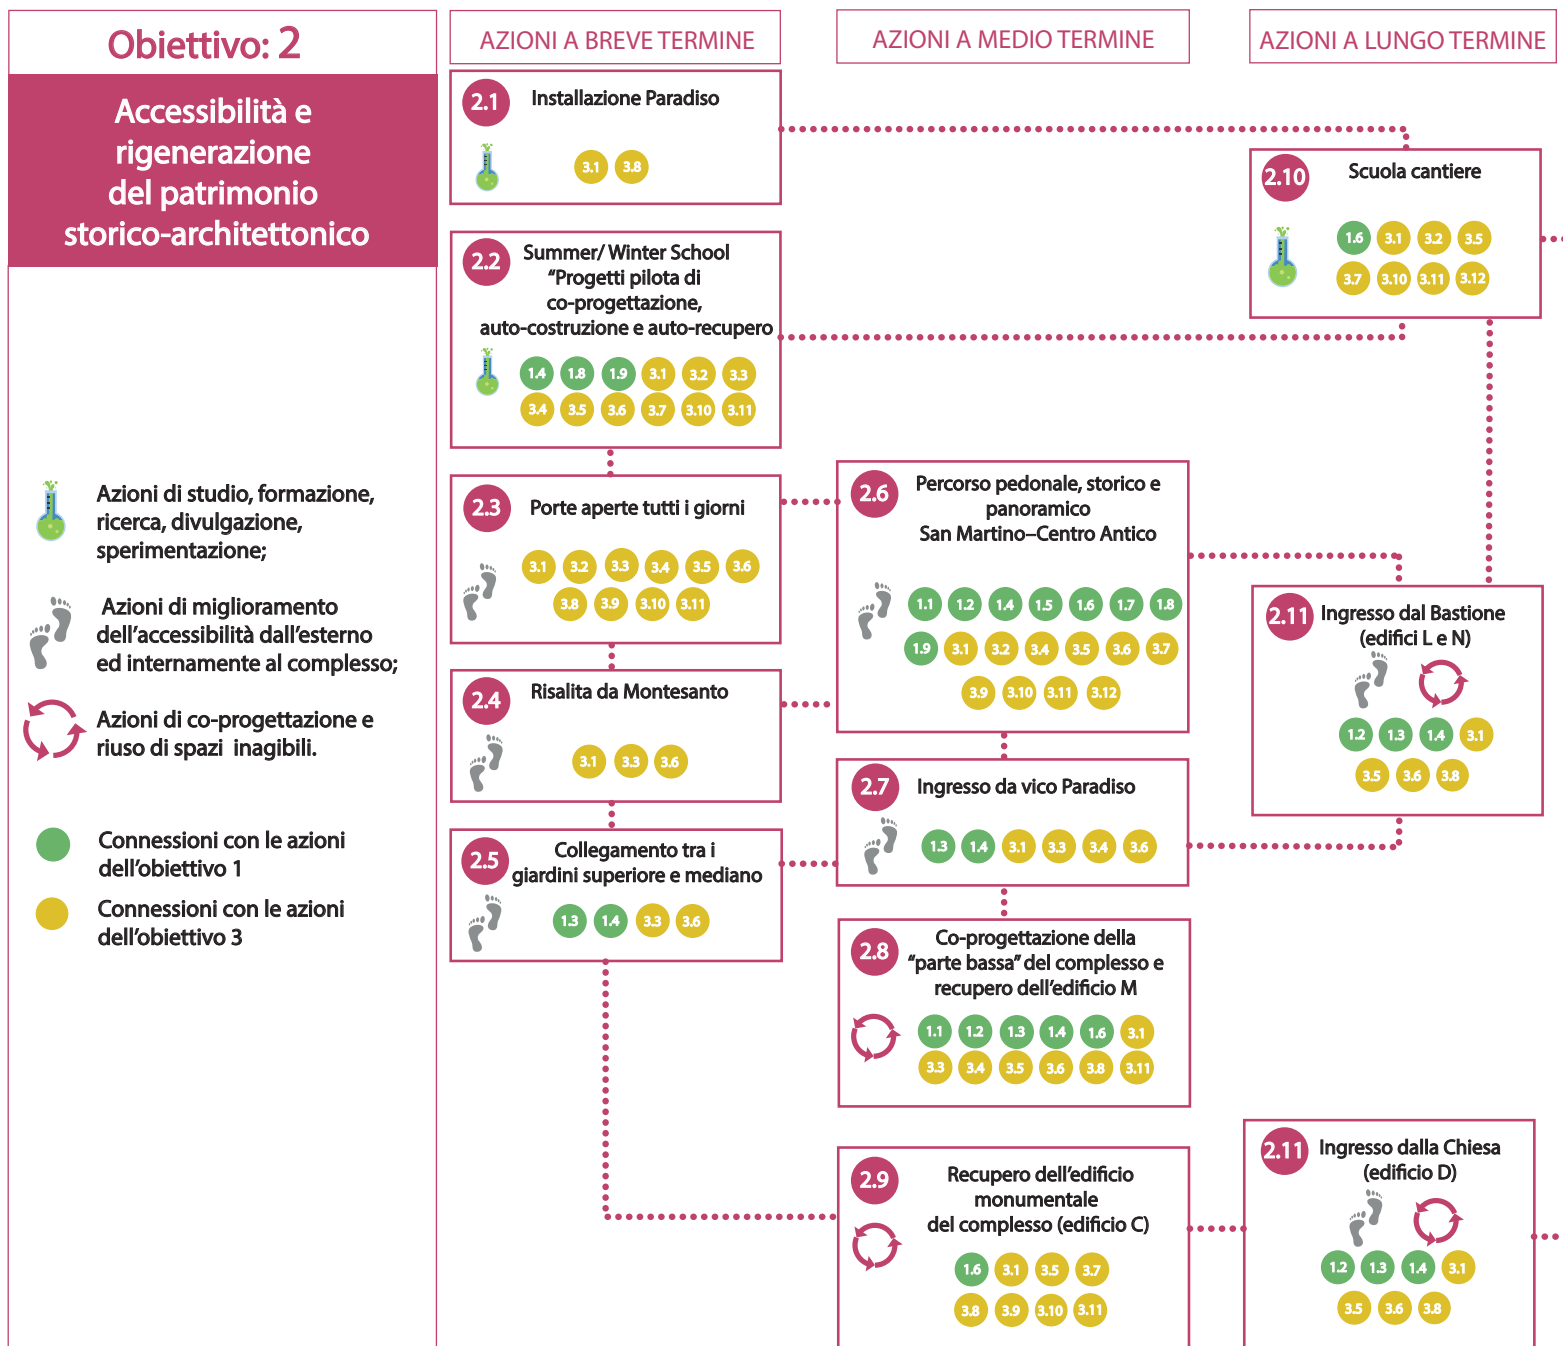 Obiettivo: 2
Accessibilità e
rigenerazione
del patrimonio
storico-architettonico
Azioni di studio, formazione,
ricerca, divulgazione,
sperimentazione;
Azioni di miglioramento
dell'accessibilità dall'esterno
ed internamente al complesso;
Azioni di co-progettazione e
riuso di spazi inagibili.
Connessioni con le azioni
dell'obiettivo 1
Connessioni con le azioni
dell'obiettivo 3
AZIONI A BREVE TERMINE
2.1 Installazione Paradiso
3.1 3.8
2.2 Summer/ Winter School
“Progetti pilota di
co-progettazione,
auto-costruzione e auto-recupero
1.4 1.8 1.9 3.1 3.2 3.3
3.4 3.5 3.6 3.7 3.10 3.11
2.3 Porte aperte tutti i giorni
3.1 3.2 3.3 3.4 3.5 3.6
3.8 3.9 3.10 3.11
2.4 Risalita da Montesanto
3.1 3.3 3.6
2.5 Collegamento tra i
giardini superiore e mediano
1.3 1.4 3.3 3.6
AZIONI A MEDIO TERMINE
2.6 Percorso pedonale, storico e
panoramico
San Martino–Centro Antico
1.1 1.2 1.4 1.5 1.6 1.7 1.8
1.9 3.1 3.2 3.4 3.5 3.6 3.7
3.9 3.10 3.11 3.12
2.7 Ingresso da vico Paradiso
1.3 1.4 3.1 3.3 3.4 3.6
2.8 Co-progettazione della
“parte bassa” del complesso e
recupero dell'edificio M
1.1 1.2 1.3 1.4 1.6 3.1
3.3 3.4 3.5 3.6 3.8 3.11
2.9 Recupero dell'edificio
monumentale
del complesso (edificio C)
1.6 3.1 3.5 3.7
3.8 3.9 3.10 3.11
AZIONI A LUNGO TERMINE
2.10 Scuola cantiere
1.6 3.1 3.2 3.5
3.7 3.10 3.11 3.12
2.11 Ingresso dal Bastione
(edifici L e N)
1.2 1.3 1.4 3.1
3.5 3.6 3.8
2.11 Ingresso dalla Chiesa
(edificio D)
1.2 1.3 1.4 3.1
3.5 3.6 3.8